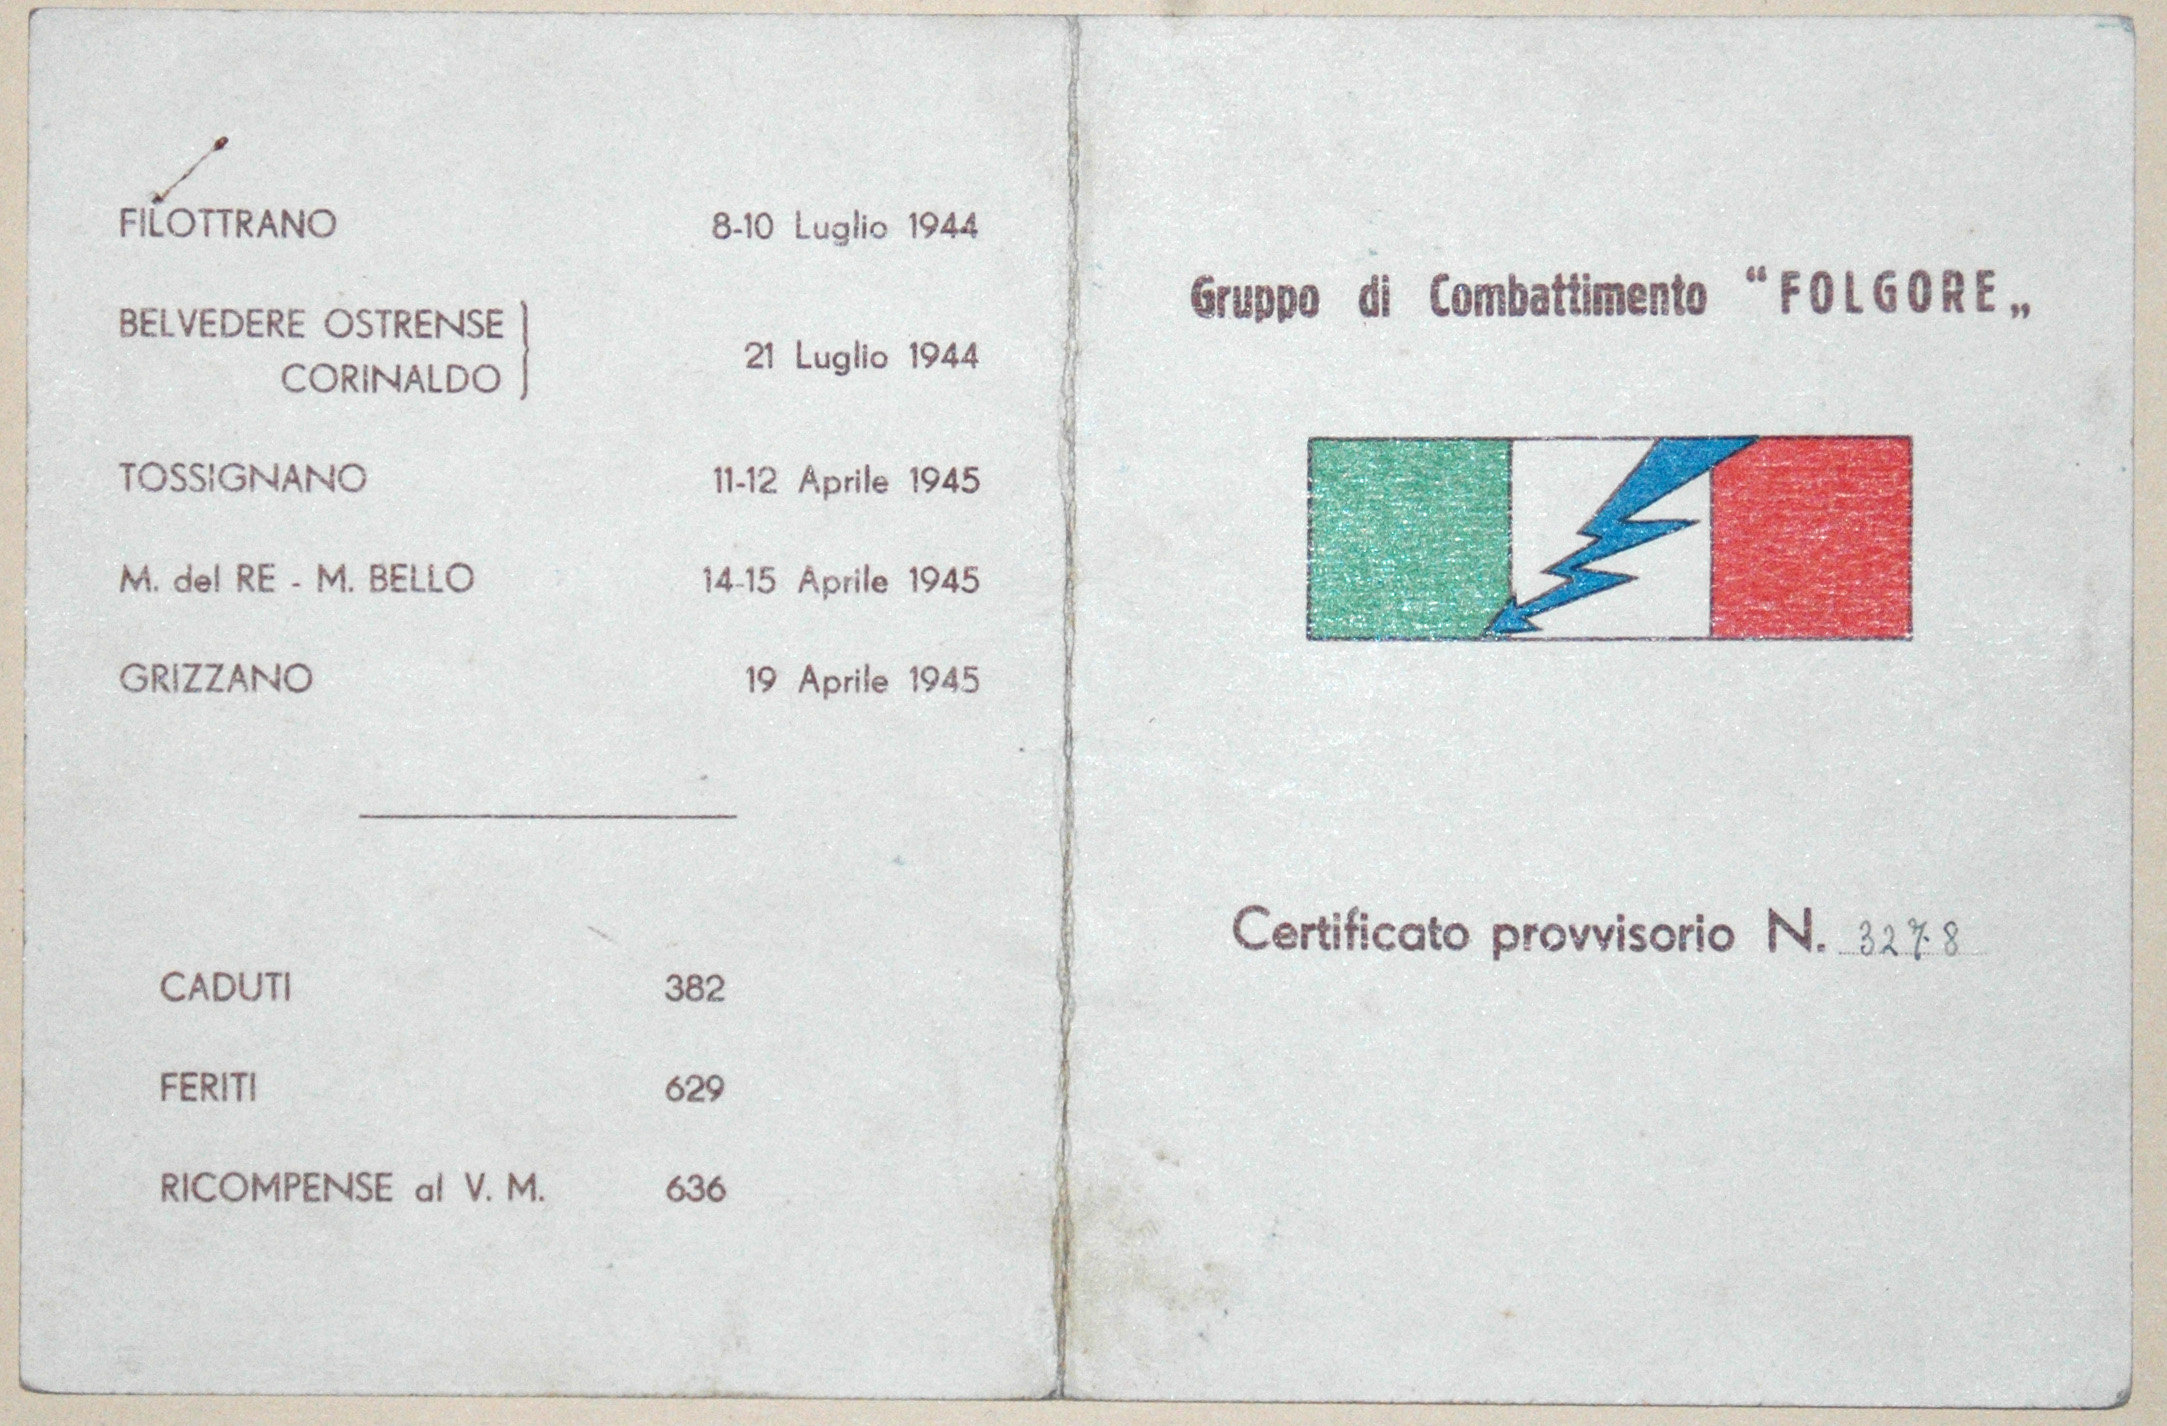 FILOTTRANO 8-10 Luglio 1944
BELVEDERE OSTRENSE
CORINALDO
21 Luglio 1944
TOSSIGNANO 11-12 Aprile 1945
M. del RE - M. BELLO 14-15 Aprile 1945
GRIZZANO 19 Aprile 1945
CADUTI 382
FERITI 629
RICOMPENSE al V. M. 636
Gruppo di Combattimento “FOLGORE„
Certificato provvisorio N. 3278